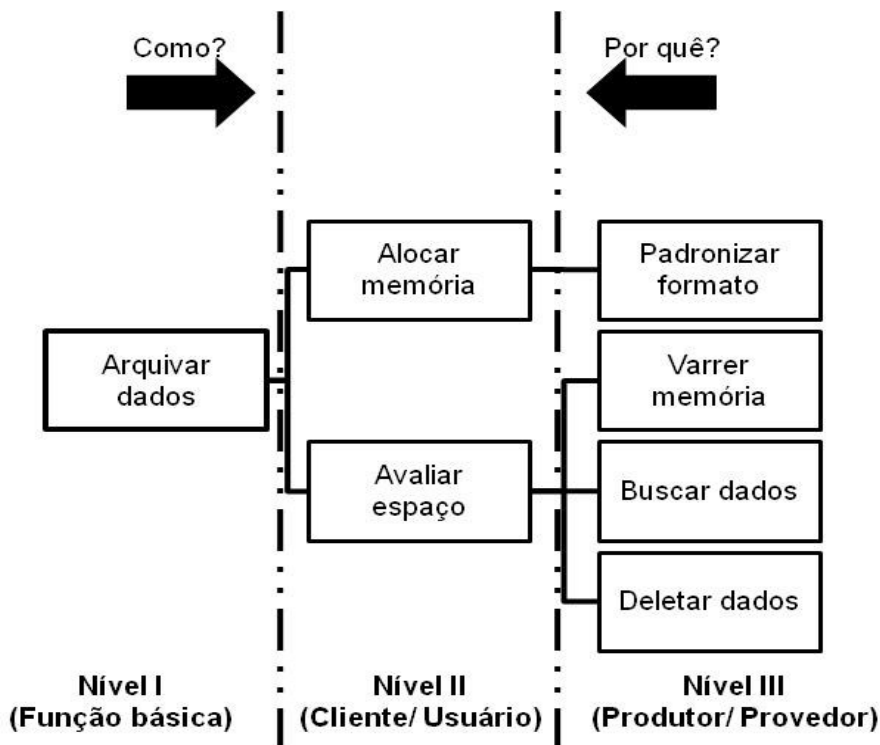 Como?
Por quê?
Alocar
memória
Padronizar
formato
Arquivar
dados
Varrer
memória
Avaliar
espaço
Buscar dados
Deletar dados
Nível I
(Função básica)
Nível II
(Cliente/ Usuário)
Nível III
(Produtor/ Provedor)